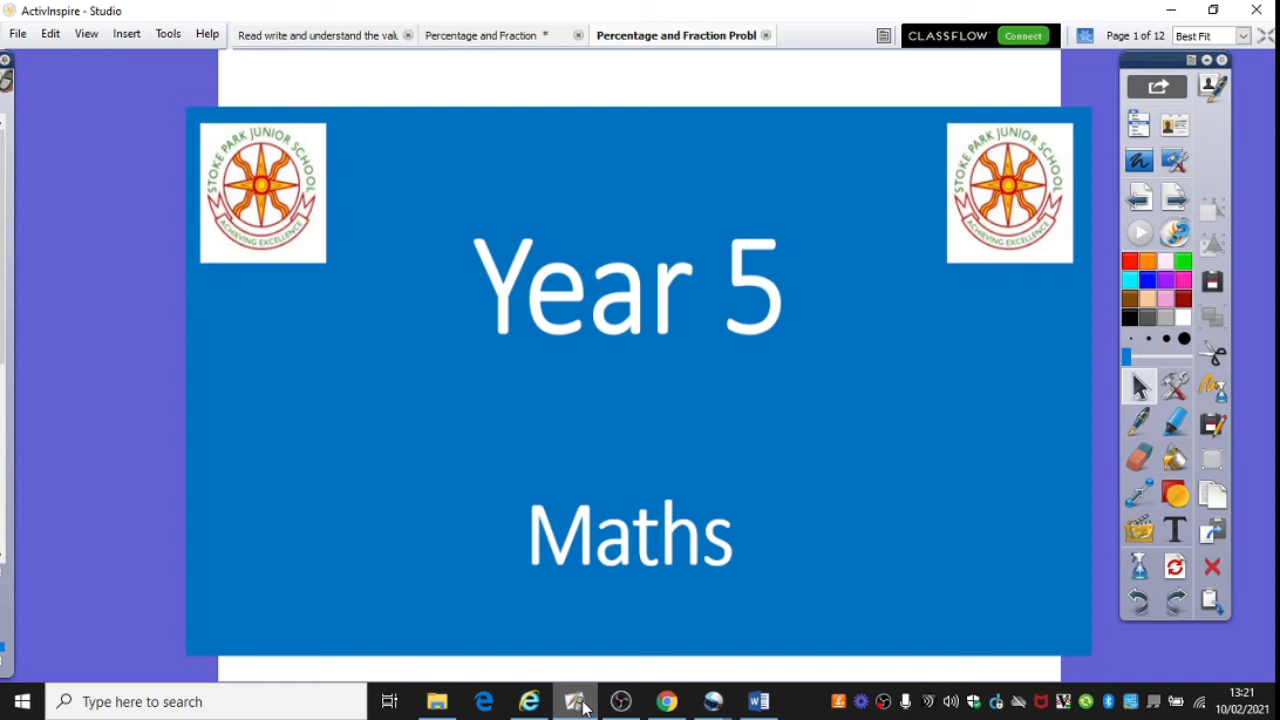 ActivInspire - Studio
File Edit View Insert Tools Help
Read write and understand the valu
Percentage and Fraction *
Percentage and Fraction Probl
CLASSFLOW Connect
Page 1 of 12
Best Fit
STOKE PARK JUNIOR SCHOOL
ACHIEVING EXCELLENCE
STOKE PARK JUNIOR SCHOOL
ACHIEVING EXCELLENCE
Year 5
Maths
Type here to search
13:21
10/02/2021